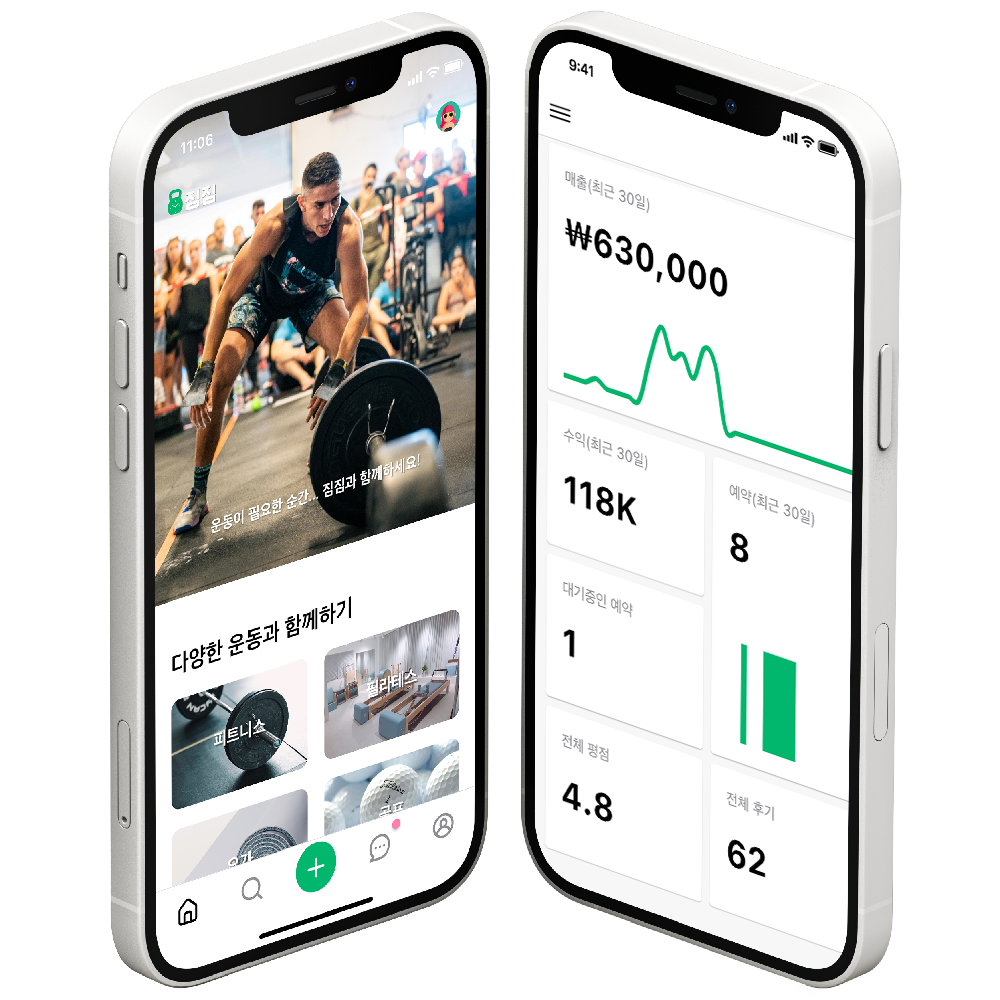 11:06
짐짐
운동이 필요한 순간... 짐짐과 함께하세요!
다양한 운동과 함께하기
피트니스
필라테스
Titleist
2
골프
요가
9:41
매출(최근 30일)
₩630,000
수익(최근 30일)
118K
예약(최근 30일)
8
대기중인 예약
1
전체 평점
4.8
전체 후기
62